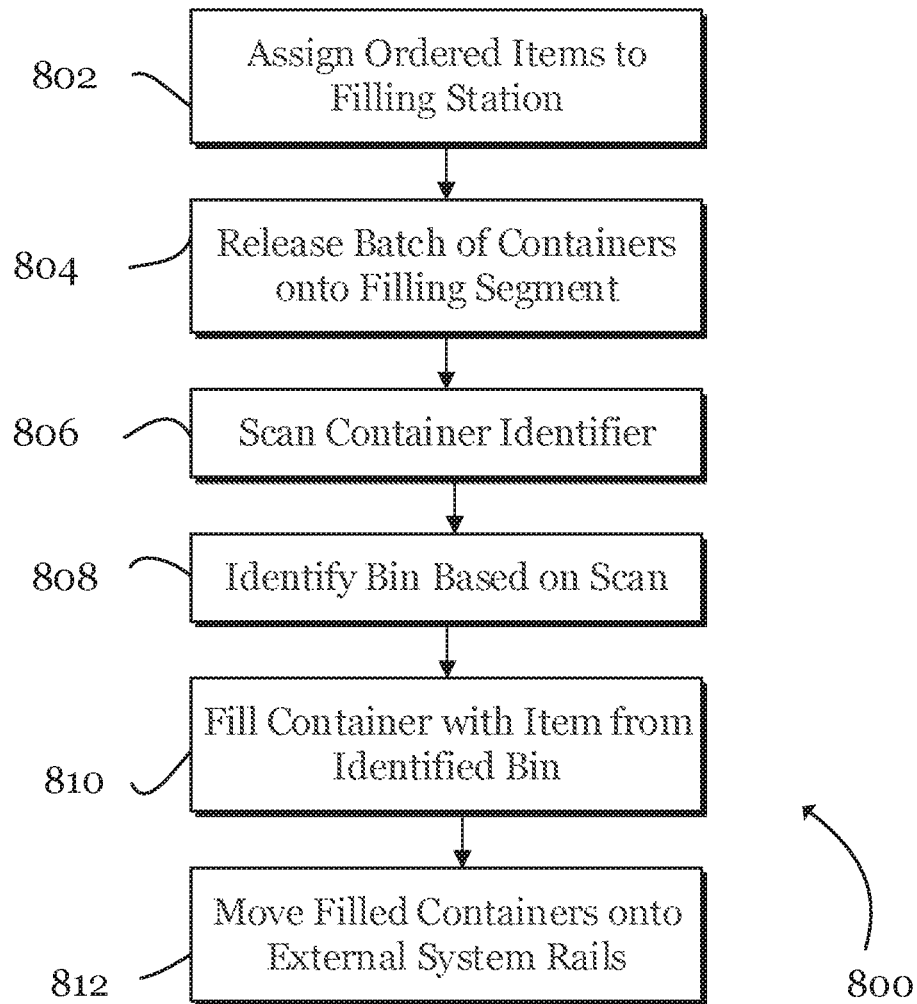 802
Assign Ordered Items to
Filling Station
804
Release Batch of Containers
onto Filling Segment
806
Scan Container Identifier
808
Identify Bin Based on Scan
810
Fill Container with Item from
Identified Bin
812
Move Filled Containers onto
External System Rails
800